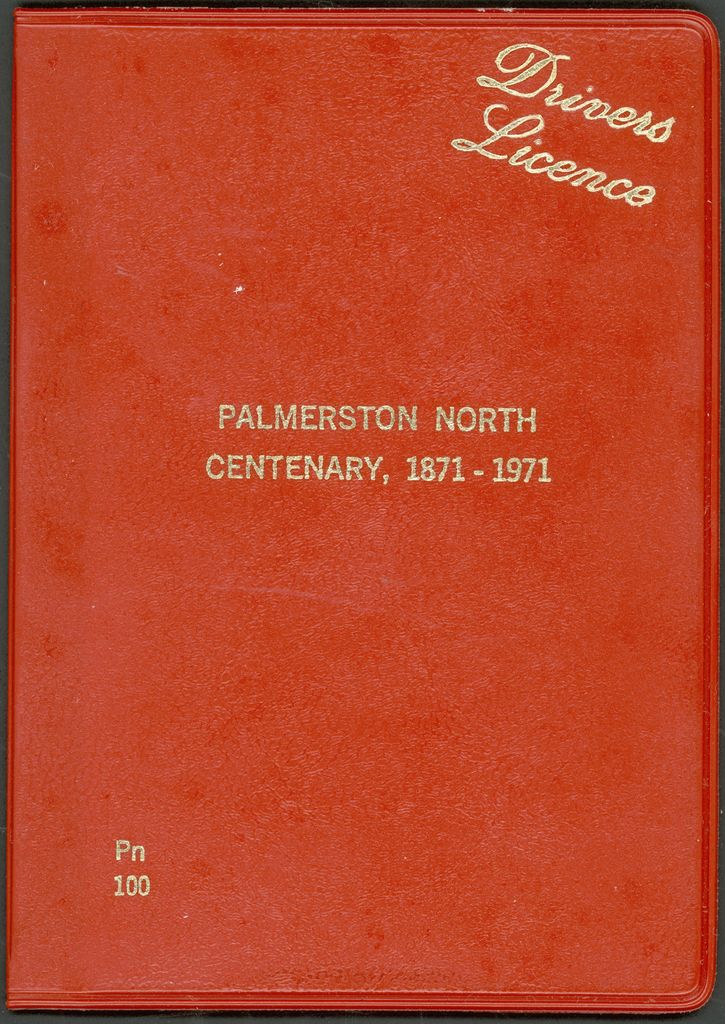 Drivers
Licence
PALMERSTON NORTH
CENTENARY, 1871 - 1971
Pn
100